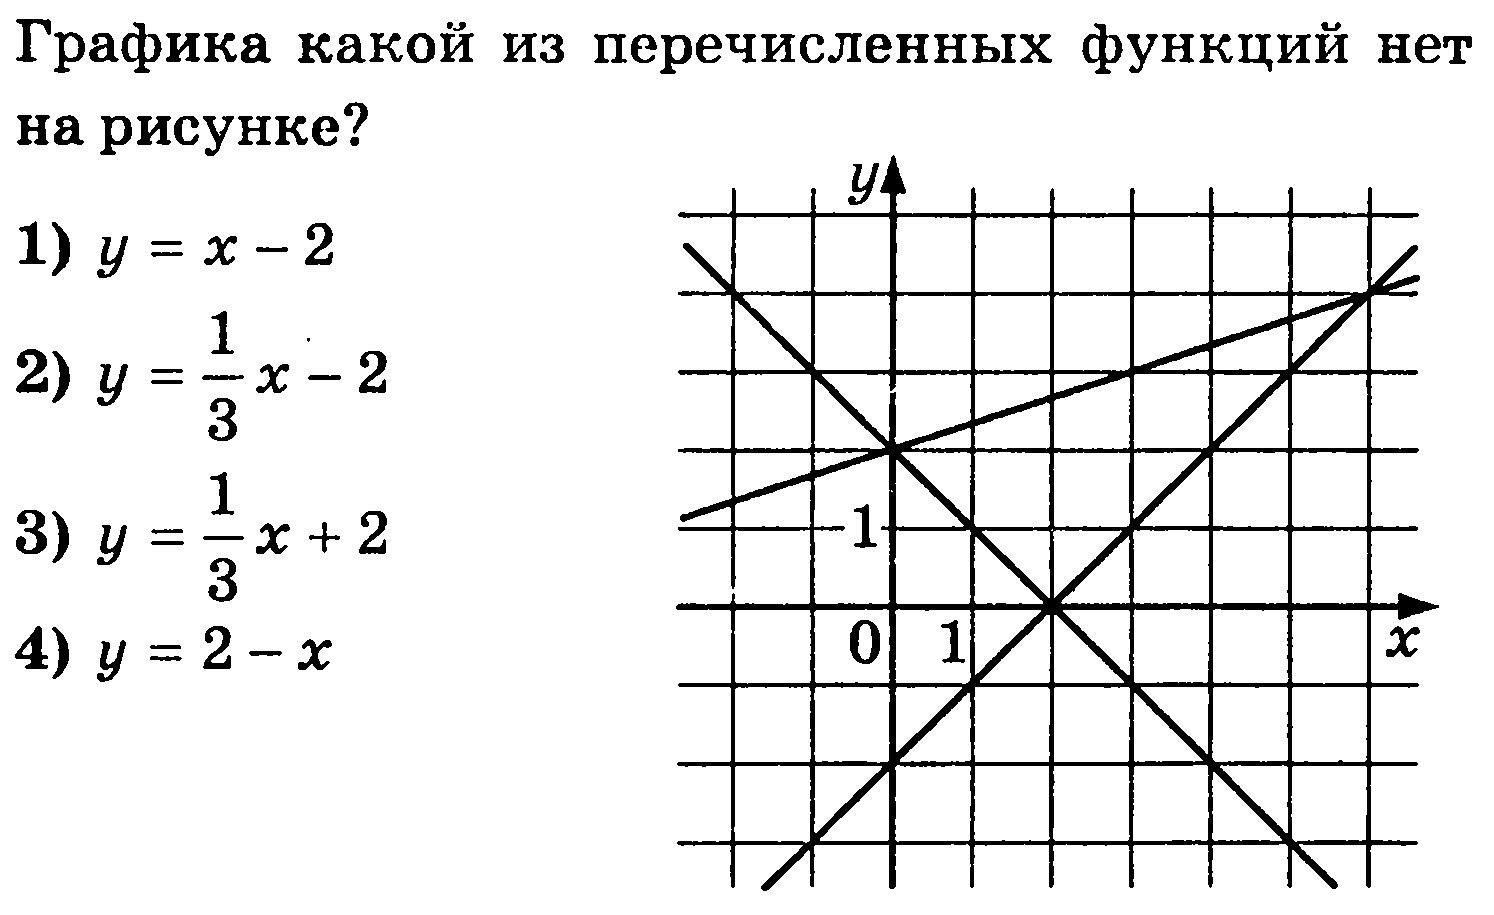 Графика какой из перечисленных функций нет
на рисунке?
1) y = x − 2
2) y = 1/3 x − 2
3) y = 1/3 x + 2
4) y = 2 − x
y
1
0 1
x